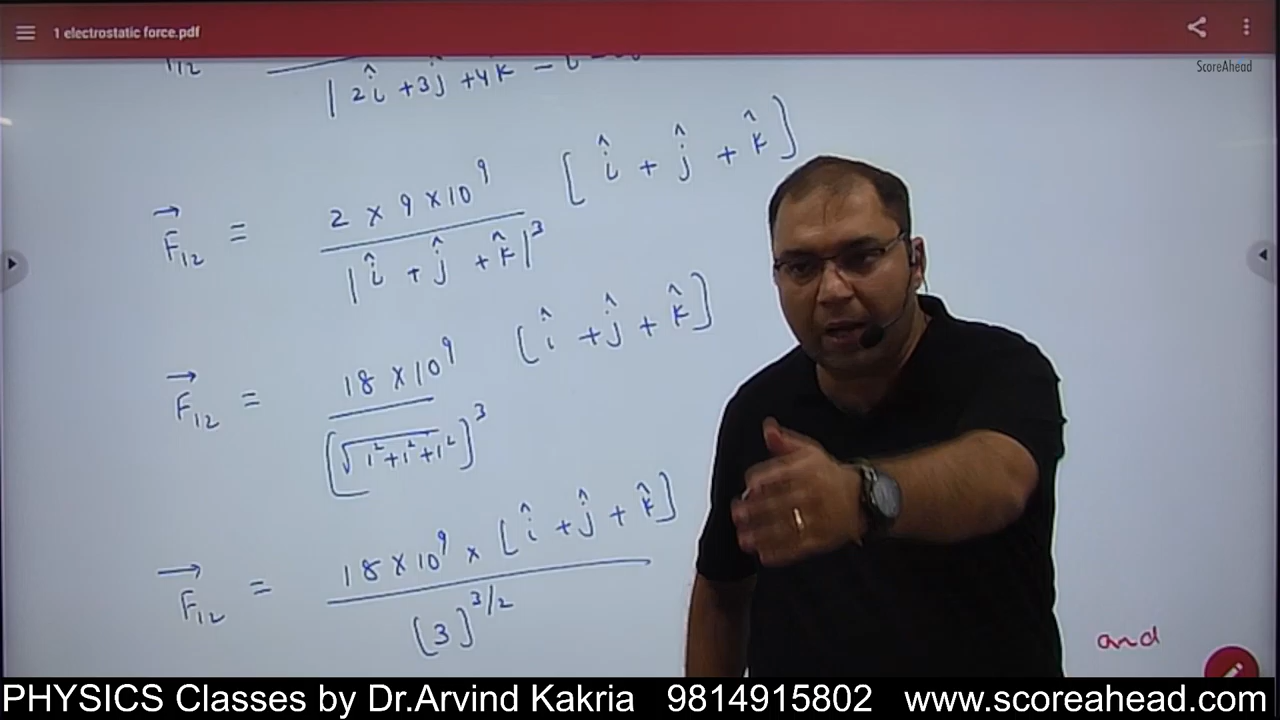 1 electrostatic force.pdf
ScoreAhead
F₁₂
| 2î + 3ĵ + 4k̂ - î -
F⃗₁₂ = 2 × 9 × 10⁹ [ î + ĵ + k̂ ]
| î + ĵ + k̂ |³
F⃗₁₂ = 18 × 10⁹ [ î + ĵ + k̂ ]
[ √1² + 1² + 1² ]³
F⃗₁₂ = 18 × 10⁹ × [ î + ĵ + k̂ ]
[3]^3/2
and
PHYSICS Classes by Dr.Arvind Kakria 9814915802 www.scoreahead.com